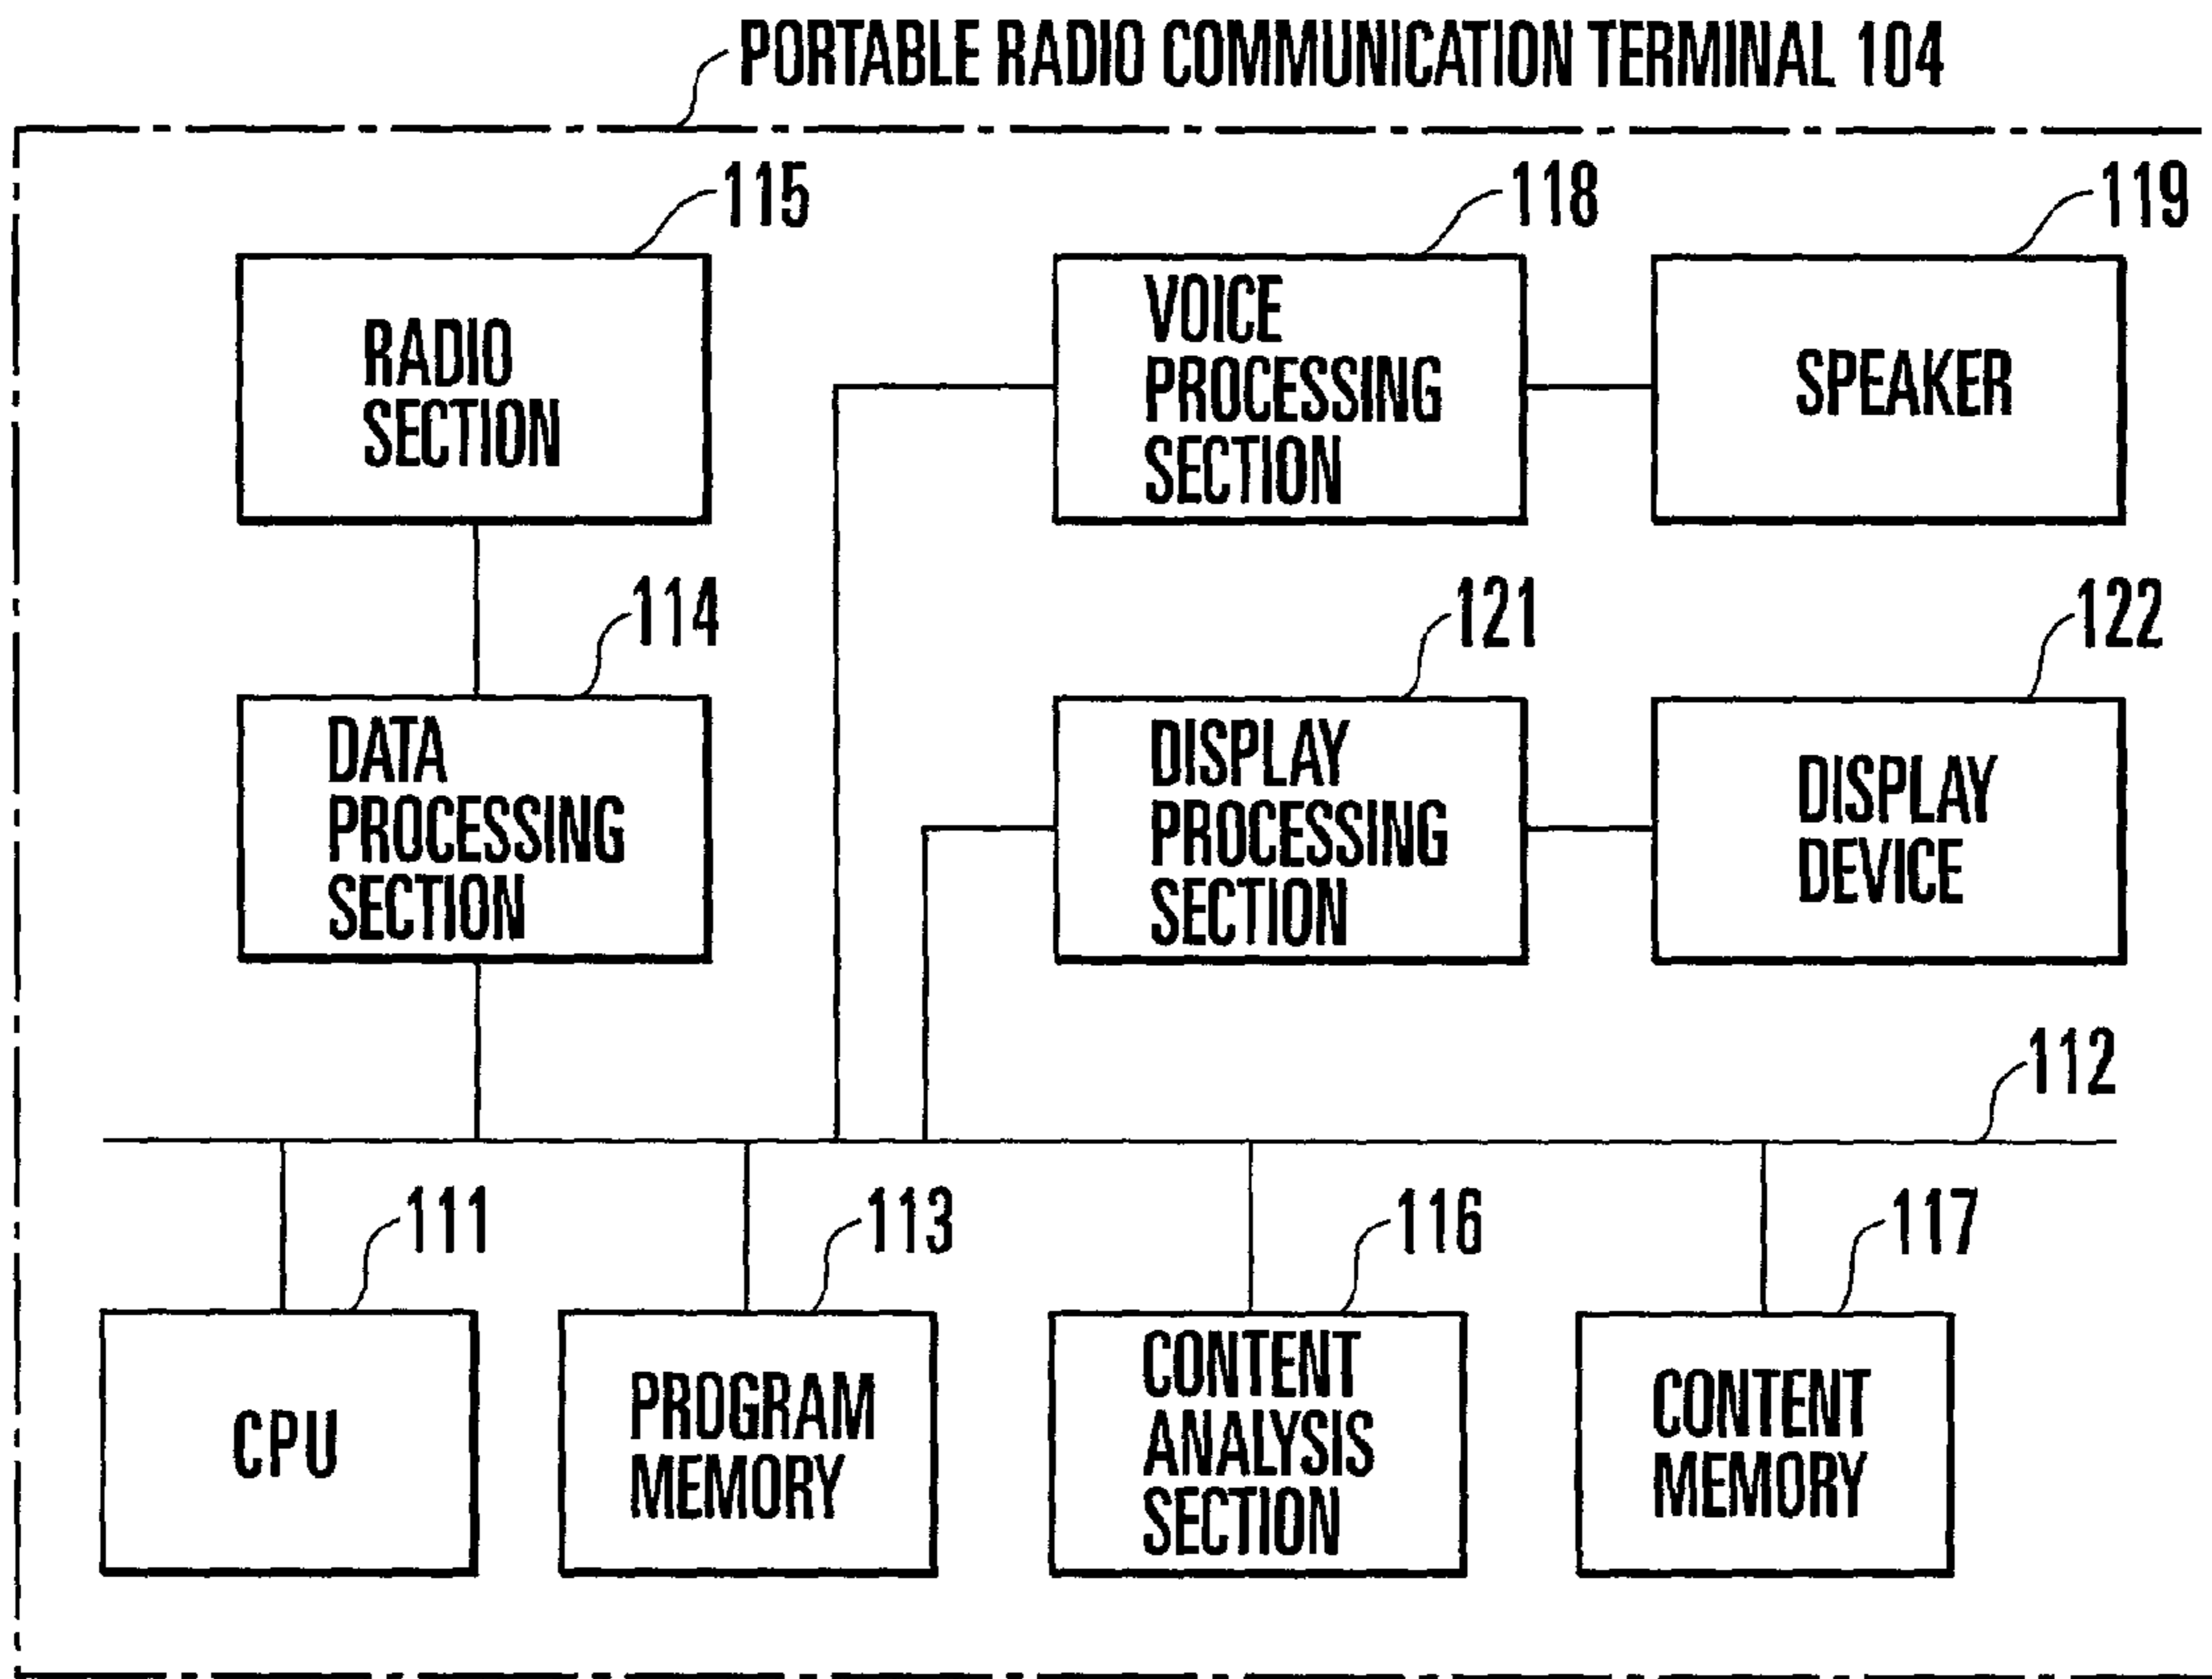 PORTABLE RADIO COMMUNICATION TERMINAL 104
115
118
119
RADIO
SECTION
VOICE
PROCESSING
SECTION
SPEAKER
114
121
122
DATA
PROCESSING
SECTION
DISPLAY
PROCESSING
SECTION
DISPLAY
DEVICE
112
111
113
116
117
CPU
PROGRAM
MEMORY
CONTENT
ANALYSIS
SECTION
CONTENT
MEMORY